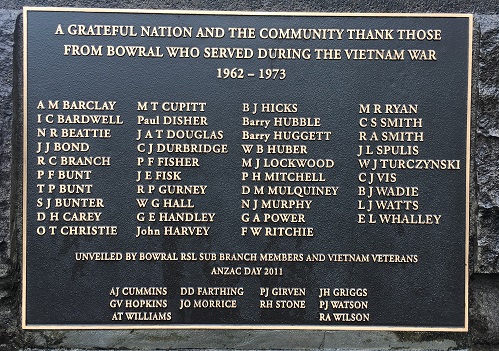 A GRATEFUL NATION AND THE COMMUNITY THANK THOSE
FROM BOWRAL WHO SERVED DURING THE VIETNAM WAR
1962 – 1973
A M BARCLAY
I C BARDWELL
N R BEATTIE
J J BOND
R C BRANCH
P F BUNT
T P BUNT
S J BUNTER
D H CAREY
O T CHRISTIE
M T CUPITT
Paul DISHER
J A T DOUGLAS
C J DURBRIDGE
P F FISHER
J E FISK
R P GURNEY
W G HALL
G E HANDLEY
John HARVEY
B J HICKS
Barry HUBBLE
Barry HUGGETT
W B HUBER
M J LOCKWOOD
P H MITCHELL
D M MULQUINEY
N J MURPHY
G A POWER
F W RITCHIE
M R RYAN
C S SMITH
R A SMITH
J L SPULIS
W J TURCZYNSKI
C J VIS
B J WADIE
L J WATTS
E L WHALLEY
UNVEILED BY BOWRAL RSL SUB BRANCH MEMBERS AND VIETNAM VETERANS
ANZAC DAY 2011
AJ CUMMINS
GV HOPKINS
AT WILLIAMS
DD FARTHING
JO MORRICE
PJ GIRVEN
RH STONE
JH GRIGGS
PJ WATSON
RA WILSON